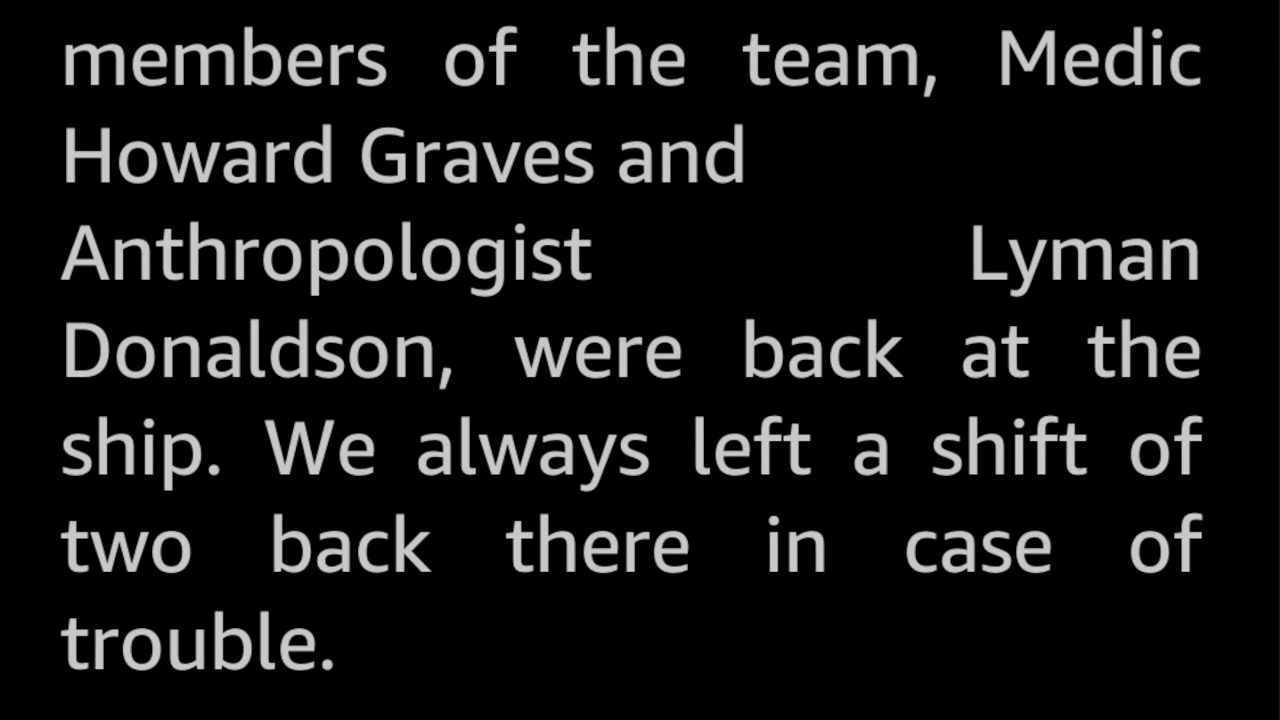 members of the team, Medic
Howard Graves and
Anthropologist Lyman
Donaldson, were back at the
ship. We always left a shift of
two back there in case of
trouble.